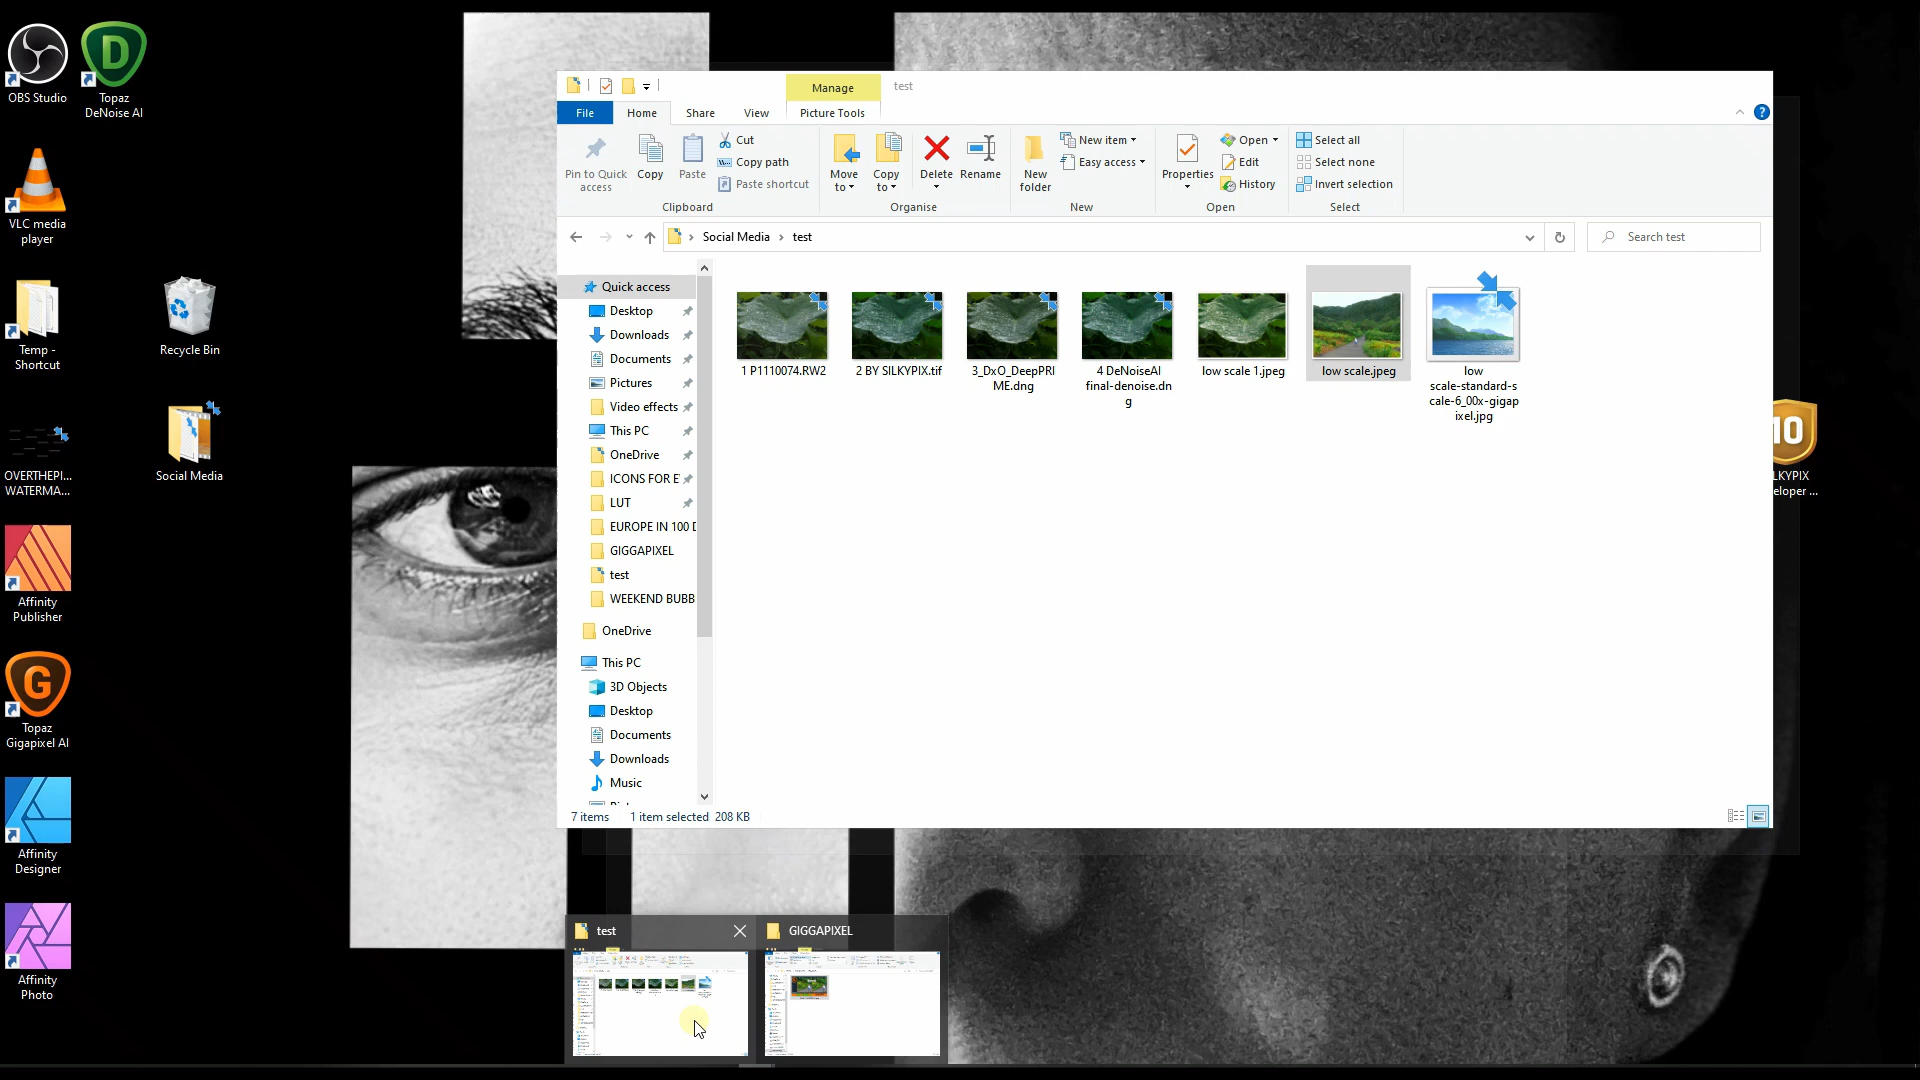 OBS Studio
Topaz
DeNoise AI
VLC media
player
Temp -
Shortcut
Recycle Bin
OVERTHEPI...
WATERMA...
Social Media
Affinity
Publisher
Topaz
Gigapixel AI
Affinity
Designer
Affinity
Photo
Manage
test
File
Home
Share
View
Picture Tools
Pin to Quick
access
Copy
Paste
Cut
Copy path
Paste shortcut
Clipboard
Move
to
Copy
to
Delete
Rename
Organise
New
folder
New item
Easy access
New
Properties
Open
Edit
History
Open
Select all
Select none
Invert selection
Select
Social Media
test
Search test
Quick access
Desktop
Downloads
Documents
Pictures
Video effects
This PC
OneDrive
ICONS FOR E
LUT
EUROPE IN 100 D
GIGGAPIXEL
test
WEEKEND BUBB
OneDrive
This PC
3D Objects
Desktop
Documents
Downloads
Music
1 P1110074.RW2
2 BY SILKYPIX.tif
3_DxO_DeepPRI
ME.dng
4 DeNoiseAI
final-denoise.dn
g
low scale 1.jpeg
low scale.jpeg
low
scale-standard-s
cale-6_00x-gigap
ixel.jpg
7 items
1 item selected 208 KB
10
LKYPIX
eloper ...
test
GIGGAPIXEL